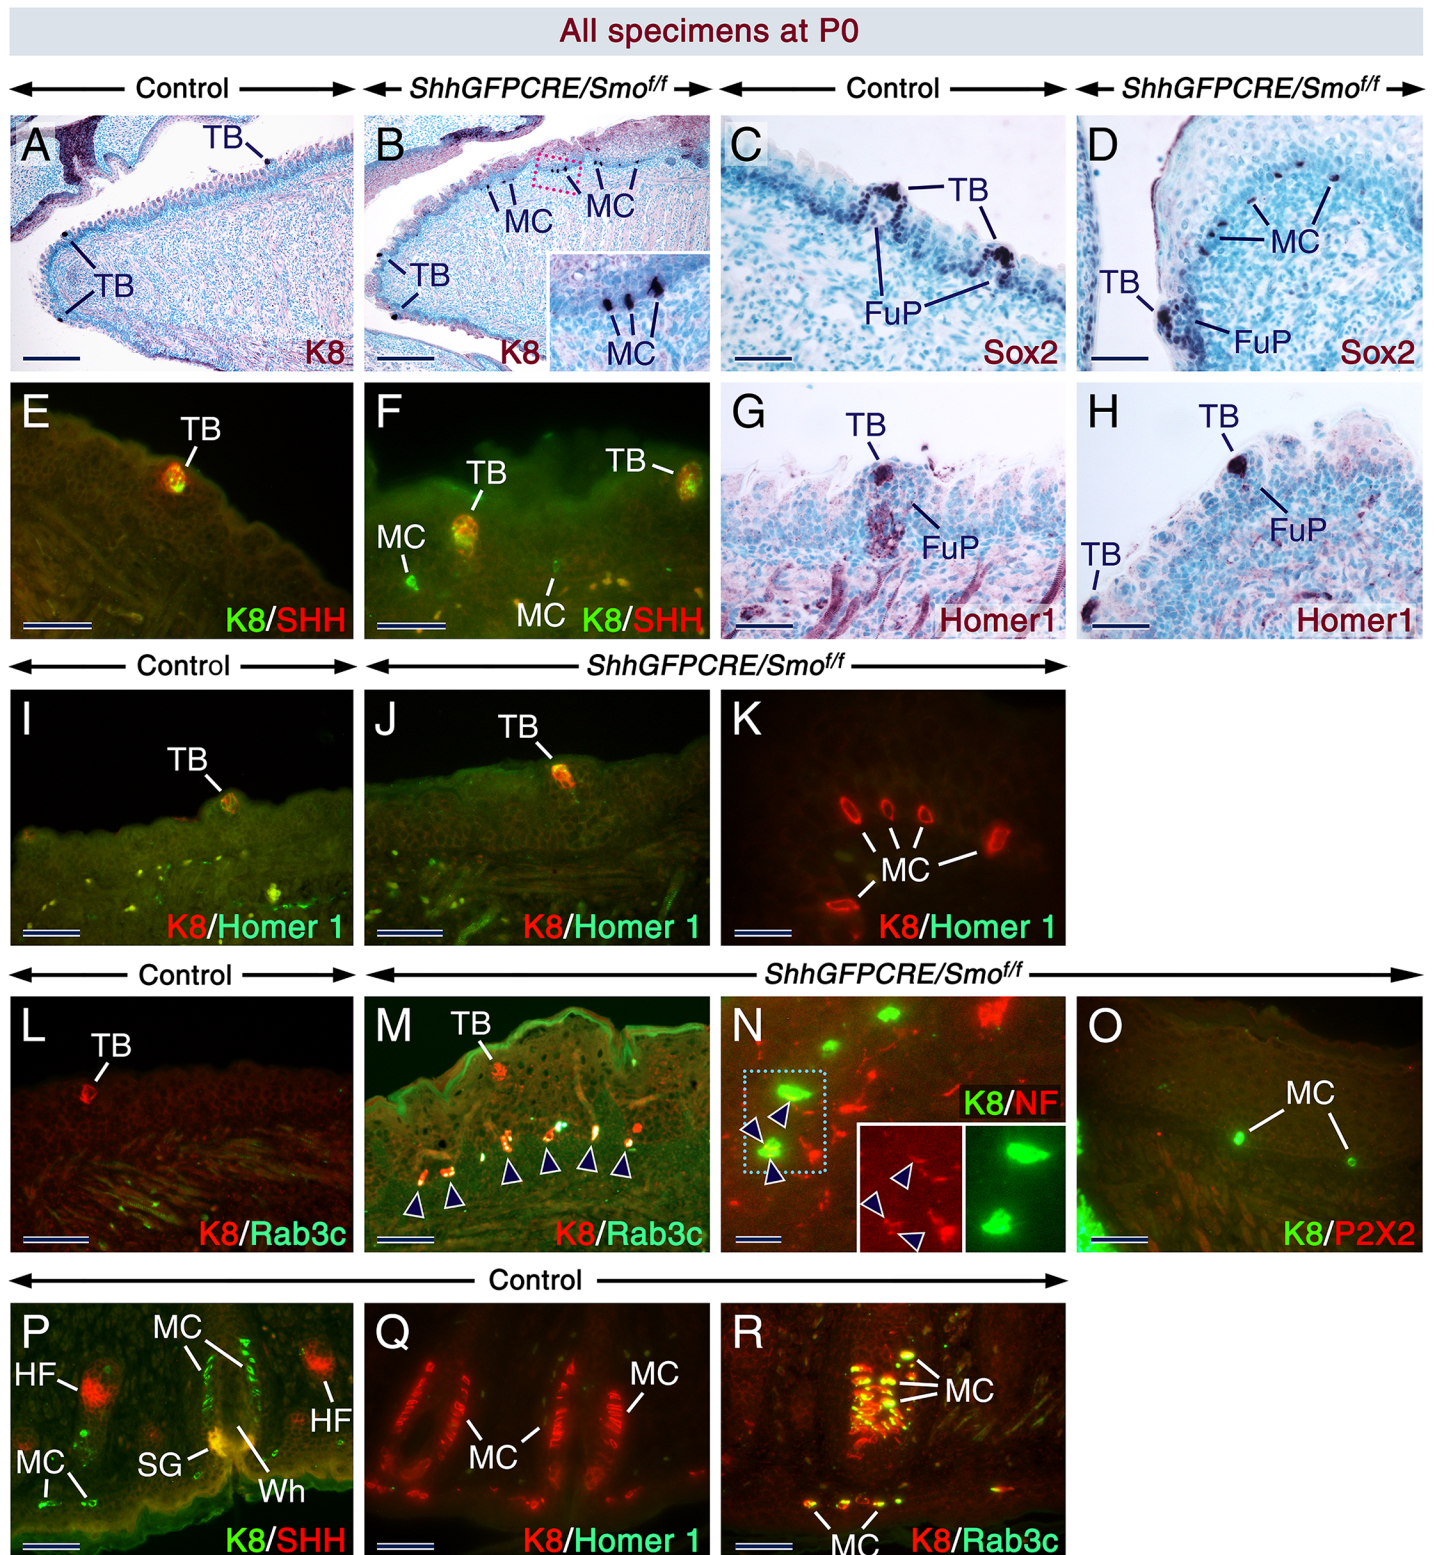 All specimens at P0
Control ShhGFPCRE/Smo^f/f Control ShhGFPCRE/Smo^f/f
A TB TB K8
B MC MC TB K8 MC
C TB FuP Sox2
D MC TB FuP Sox2
E TB K8/SHH
F TB TB MC MC K8/SHH
G TB FuP Homer1
H TB FuP TB Homer1
Control ShhGFPCRE/Smo^f/f
I TB K8/Homer 1
J TB K8/Homer 1
K MC K8/Homer 1
Control ShhGFPCRE/Smo^f/f
L TB K8/Rab3c
M TB K8/Rab3c
N K8/NF
O MC K8/P2X2
Control
P MC HF HF MC SG Wh K8/SHH
Q MC MC K8/Homer 1
R MC MC K8/Rab3c